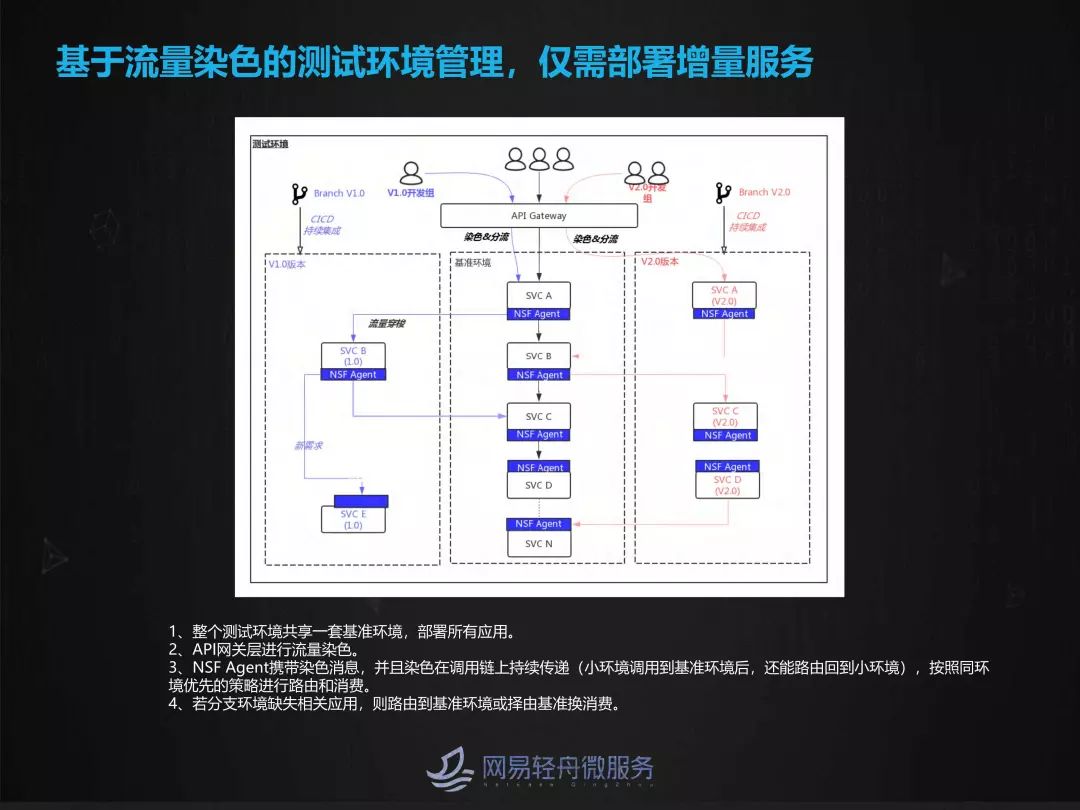 基于流量染色的测试环境管理，仅需部署增量服务
测试环境
Branch V1.0
V1.0开发组
V2.0开发
组
Branch V2.0
CICD
持续集成
API Gateway
CICD
持续集成
染色&分流
染色&分流
V1.0版本
基准环境
V2.0版本
SVC A
NSF Agent
SVC A
(V2.0)
NSF Agent
流量穿梭
SVC B
(1.0)
NSF Agent
SVC B
NSF Agent
SVC C
NSF Agent
SVC C
(V2.0)
NSF Agent
新需求
NSF Agent
SVC D
NSF Agent
SVC D
(V2.0)
SVC E
(1.0)
NSF Agent
SVC N
1、整个测试环境共享一套基准环境，部署所有应用。
2、API网关层进行流量染色。
3、NSF Agent携带染色消息，并且染色在调用链上持续传递（小环境调用到基准环境后，还能路由回到小环境），按照同环
境优先的策略进行路由和消费。
4、若分支环境缺失相关应用，则路由到基准环境或择由基准换消费。
网易轻舟微服务
Netease Qingzhou